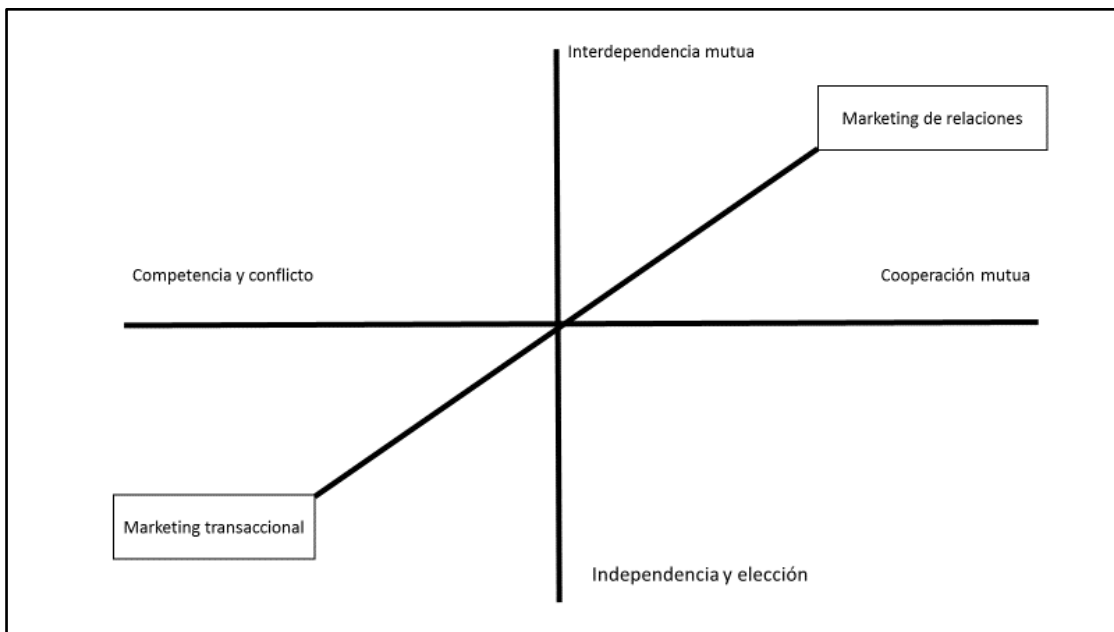 Interdependencia mutua
Marketing de relaciones
Competencia y conflicto
Cooperación mutua
Marketing transaccional
Independencia y elección